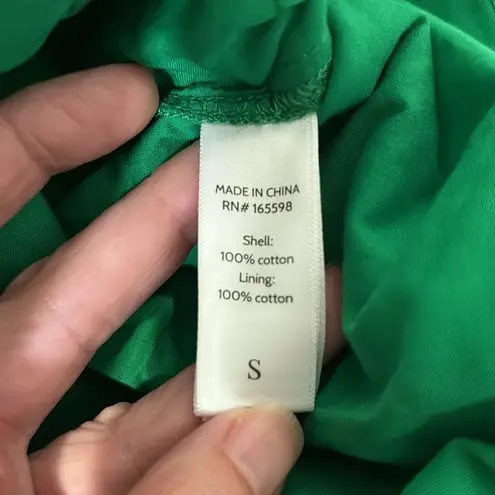 MADE IN CHINA
RN# 165598
Shell:
100% cotton
Lining:
100% cotton
S